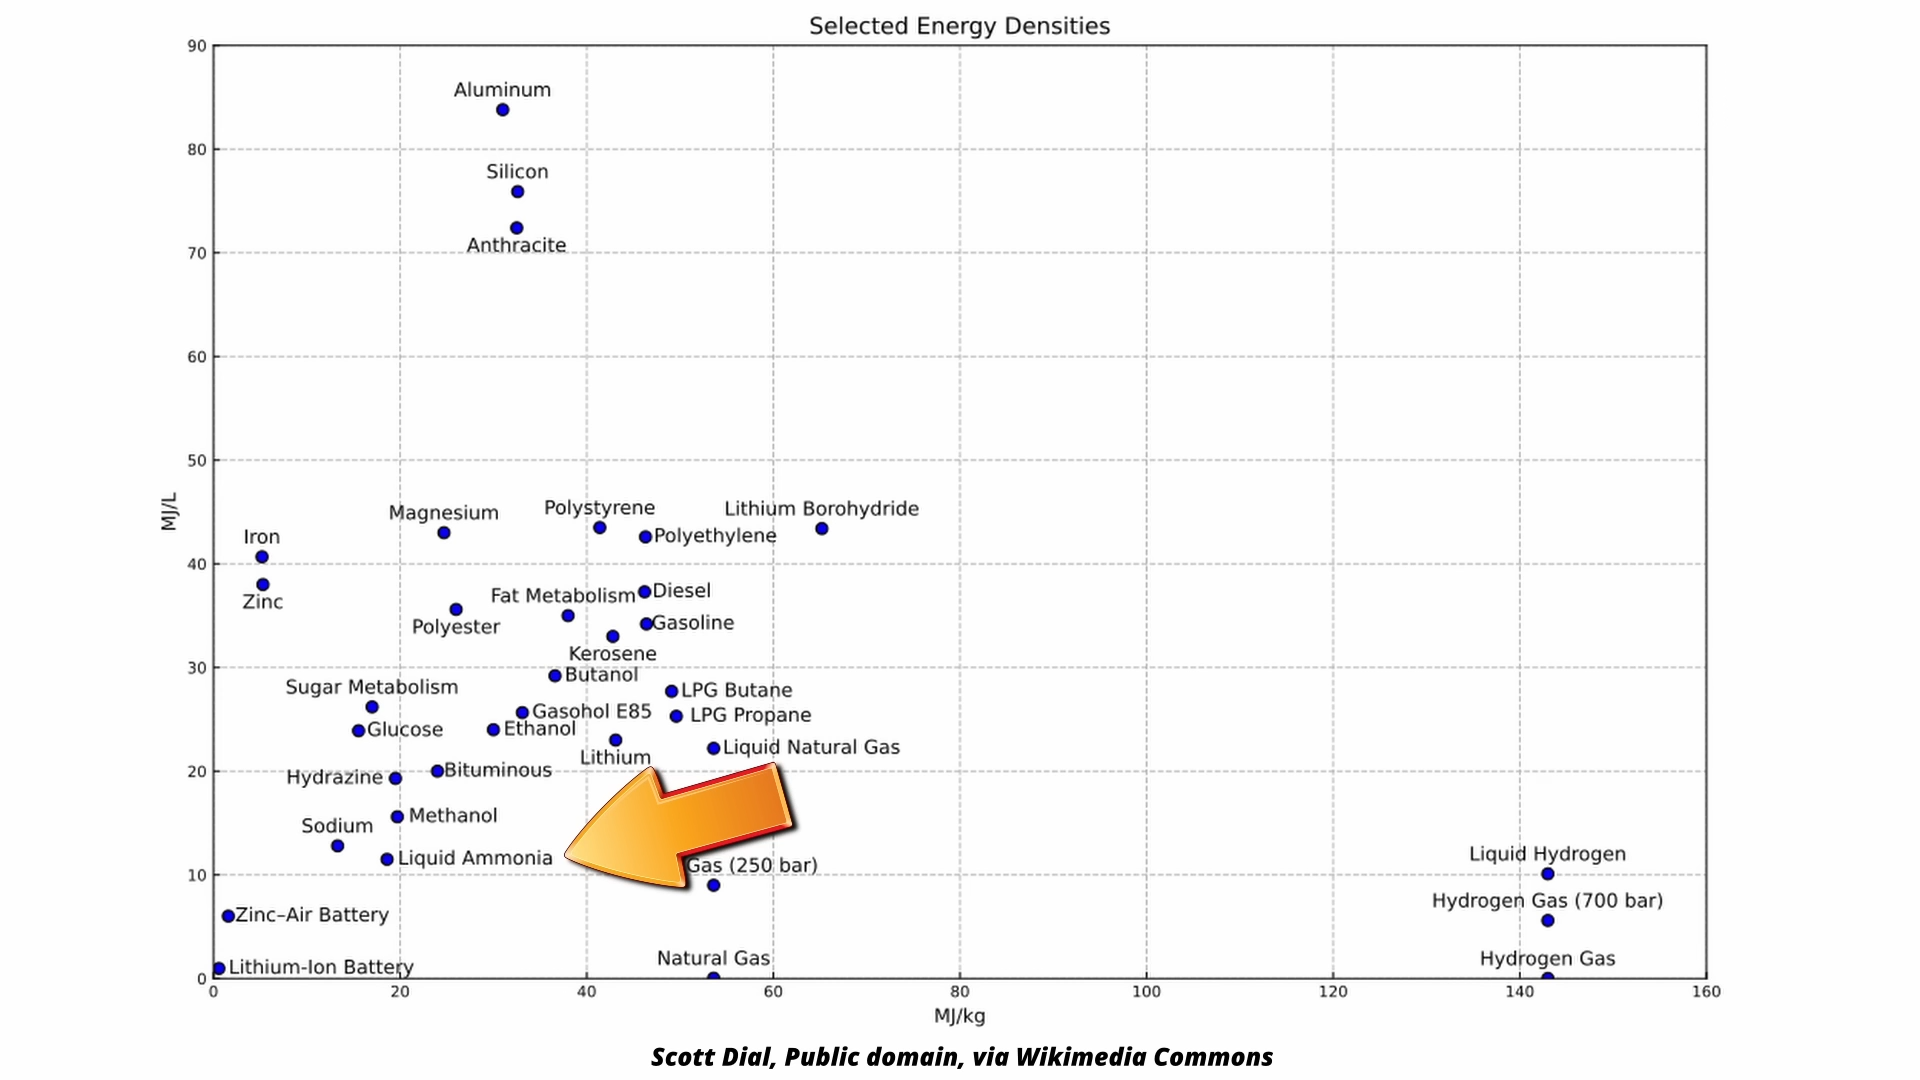 Selected Energy Densities
90
Aluminum
80
Silicon
Anthracite
70
60
50
MJ/L
Magnesium
Polystyrene
Lithium Borohydride
Iron
Polyethylene
40
Zinc
Fat Metabolism
Diesel
Polyester
Gasoline
Kerosene
30
Butanol
Sugar Metabolism
LPG Butane
Gasohol E85
LPG Propane
Glucose
Ethanol
Lithium
Liquid Natural Gas
20
Hydrazine
Bituminous
Methanol
Sodium
Liquid Ammonia
Gas (250 bar)
Liquid Hydrogen
10
Hydrogen Gas (700 bar)
Zinc–Air Battery
Natural Gas
Hydrogen Gas
Lithium-Ion Battery
0
0 20 40 60 80 100 120 140 160
MJ/kg
Scott Dial, Public domain, via Wikimedia Commons